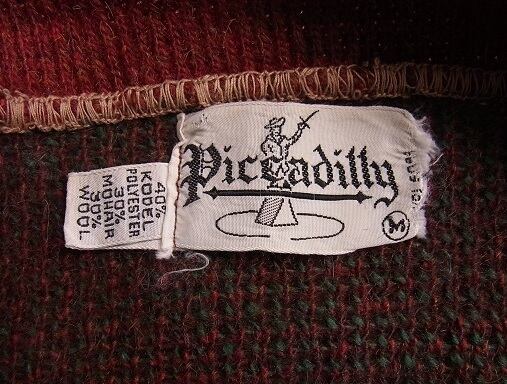 Piccadilly
M
40%
KODEL
POLYESTER
30%
MOHAIR
30%
WOOL